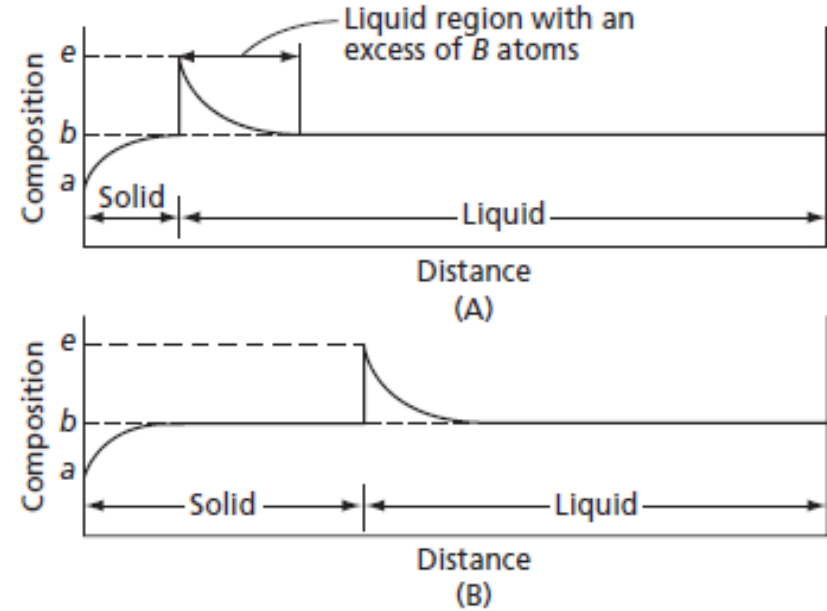 Liquid region with an
excess of B atoms
Composition
e
b
a
Solid
Liquid
Distance
(A)
Composition
e
b
a
Solid
Liquid
Distance
(B)